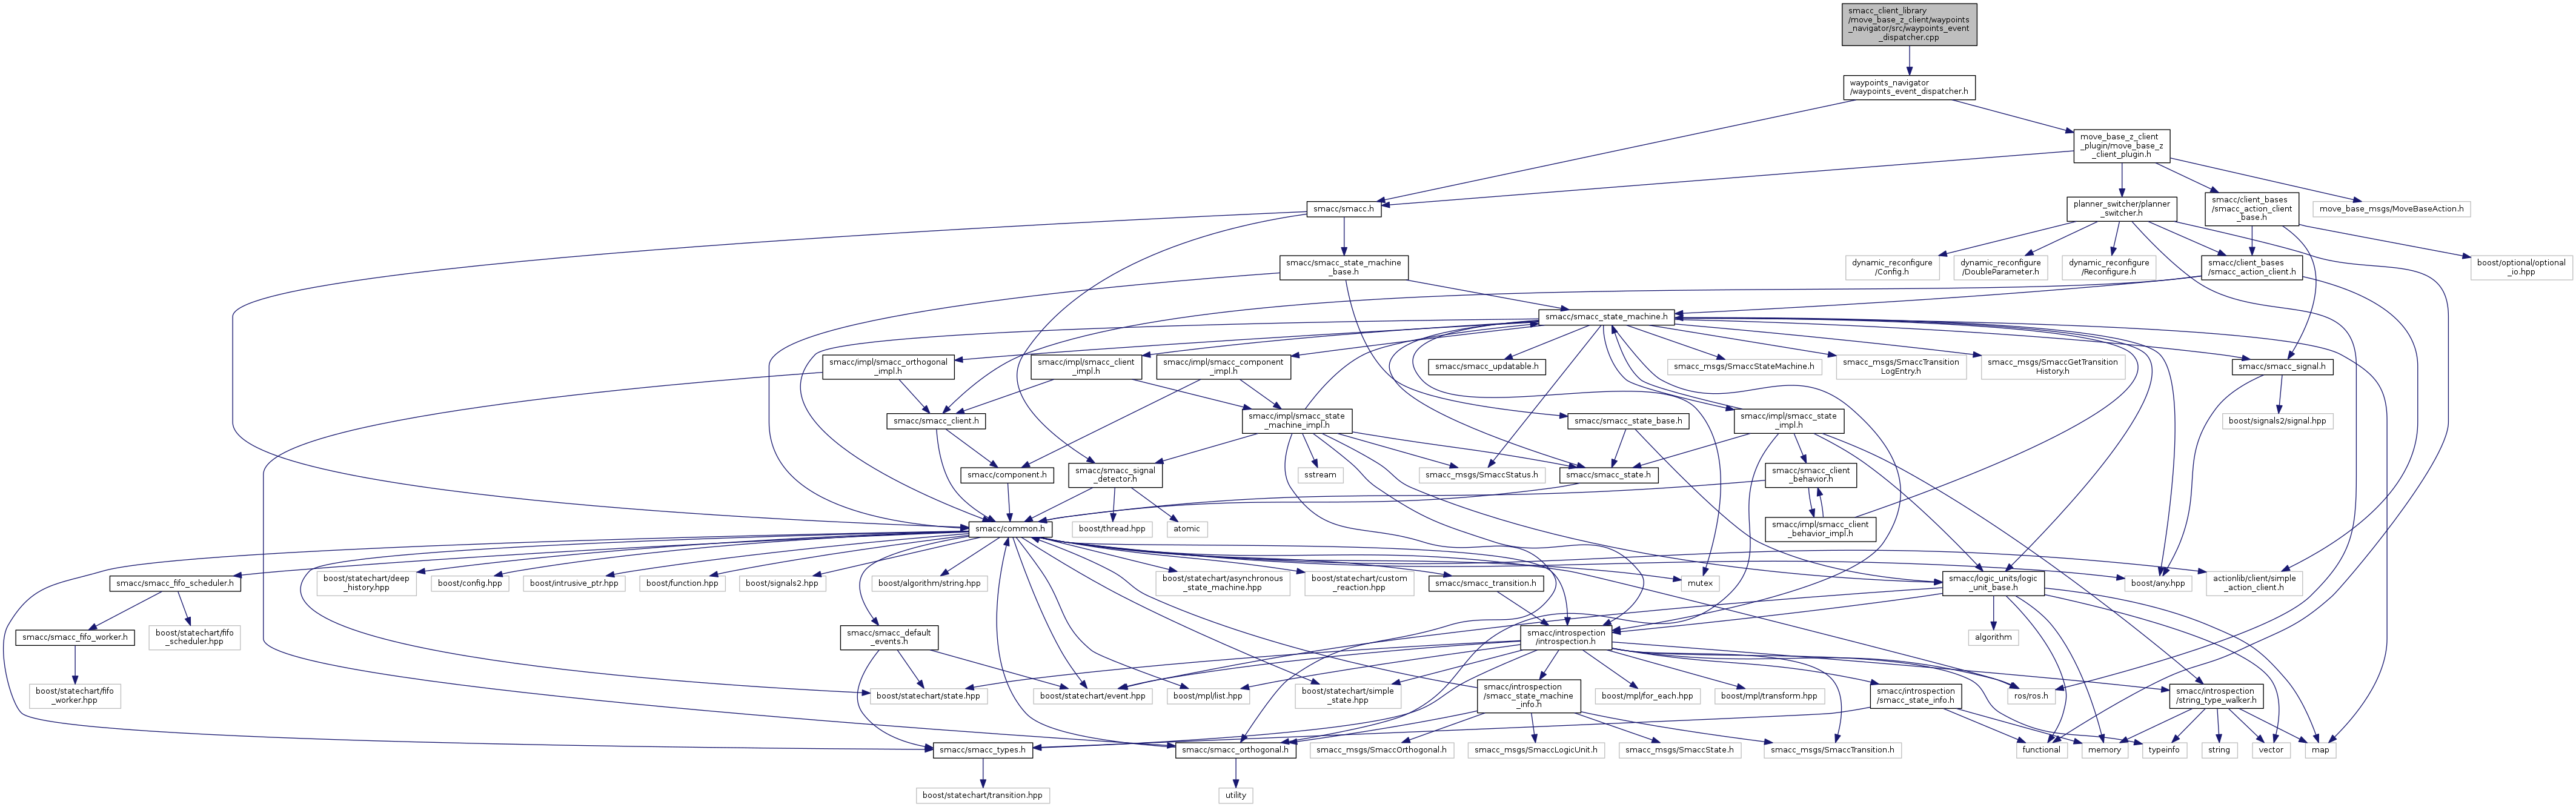 smacc_client_library
/move_base_z_client/waypoints
_navigator/src/waypoints_event
_dispatcher.cpp
waypoints_navigator
/waypoints_event_dispatcher.h
move_base_z_client
_plugin/move_base_z
_client_plugin.h
smacc/smacc.h
planner_switcher/planner
_switcher.h
smacc/client_bases
/smacc_action_client
_base.h
move_base_msgs/MoveBaseAction.h
smacc/smacc_state_machine
_base.h
dynamic_reconfigure
/Config.h
dynamic_reconfigure
/DoubleParameter.h
dynamic_reconfigure
/Reconfigure.h
smacc/client_bases
/smacc_action_client.h
boost/optional/optional
_io.hpp
smacc/smacc_state_machine.h
smacc/impl/smacc_orthogonal
_impl.h
smacc/impl/smacc_client
_impl.h
smacc/impl/smacc_component
_impl.h
smacc/smacc_updatable.h
smacc_msgs/SmaccStateMachine.h
smacc_msgs/SmaccTransition
LogEntry.h
smacc_msgs/SmaccGetTransition
History.h
smacc/smacc_signal.h
smacc/smacc_client.h
smacc/impl/smacc_state
_machine_impl.h
smacc/smacc_state_base.h
smacc/impl/smacc_state
_impl.h
boost/signals2/signal.hpp
smacc/component.h
smacc/smacc_signal
_detector.h
sstream
smacc_msgs/SmaccStatus.h
smacc/smacc_state.h
smacc/smacc_client
_behavior.h
smacc/common.h
boost/thread.hpp
atomic
smacc/impl/smacc_client
_behavior_impl.h
smacc/smacc_fifo_scheduler.h
boost/statechart/deep
_history.hpp
boost/config.hpp
boost/intrusive_ptr.hpp
boost/function.hpp
boost/signals2.hpp
boost/algorithm/string.hpp
boost/statechart/asynchronous
_state_machine.hpp
boost/statechart/custom
_reaction.hpp
smacc/smacc_transition.h
mutex
smacc/logic_units/logic
_unit_base.h
boost/any.hpp
actionlib/client/simple
_action_client.h
smacc/smacc_fifo_worker.h
boost/statechart/fifo
_scheduler.hpp
smacc/smacc_default
_events.h
smacc/introspection
/introspection.h
algorithm
boost/statechart/fifo
_worker.hpp
boost/statechart/state.hpp
boost/statechart/event.hpp
boost/mpl/list.hpp
smacc/introspection
/smacc_state_machine
_info.h
boost/statechart/simple
_state.hpp
boost/mpl/for_each.hpp
boost/mpl/transform.hpp
smacc/introspection
/smacc_state_info.h
ros/ros.h
smacc/introspection
/string_type_walker.h
smacc/smacc_types.h
smacc/smacc_orthogonal.h
smacc_msgs/SmaccOrthogonal.h
smacc_msgs/SmaccLogicUnit.h
smacc_msgs/SmaccState.h
smacc_msgs/SmaccTransition.h
functional
memory
typeinfo
string
vector
map
boost/statechart/transition.hpp
utility